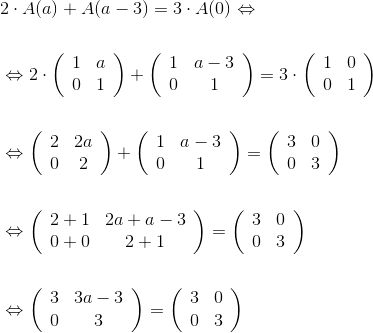 2 · A(a) + A(a − 3) = 3 · A(0) ⇔
⇔ 2 · ( 1 a ; 0 1 ) + ( 1 a − 3 ; 0 1 ) = 3 · ( 1 0 ; 0 1 )
⇔ ( 2 2a ; 0 2 ) + ( 1 a − 3 ; 0 1 ) = ( 3 0 ; 0 3 )
⇔ ( 2 + 1 2a + a − 3 ; 0 + 0 2 + 1 ) = ( 3 0 ; 0 3 )
⇔ ( 3 3a − 3 ; 0 3 ) = ( 3 0 ; 0 3 )